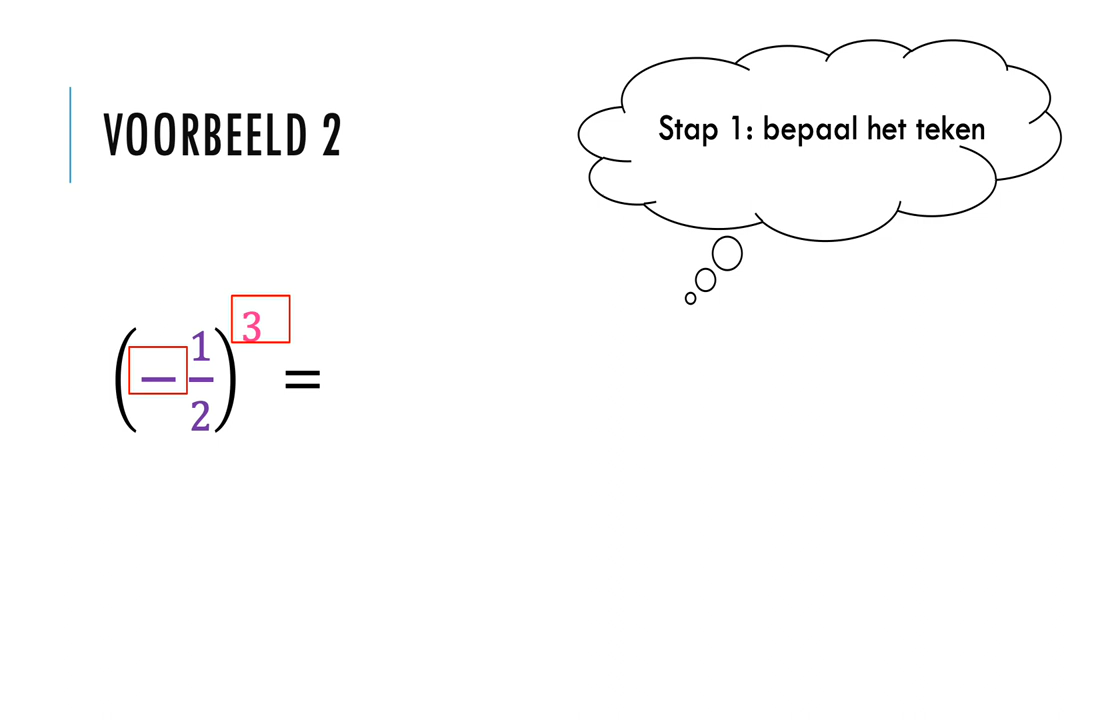 VOORBEELD 2
Stap 1: bepaal het teken
(−1/2)³ =